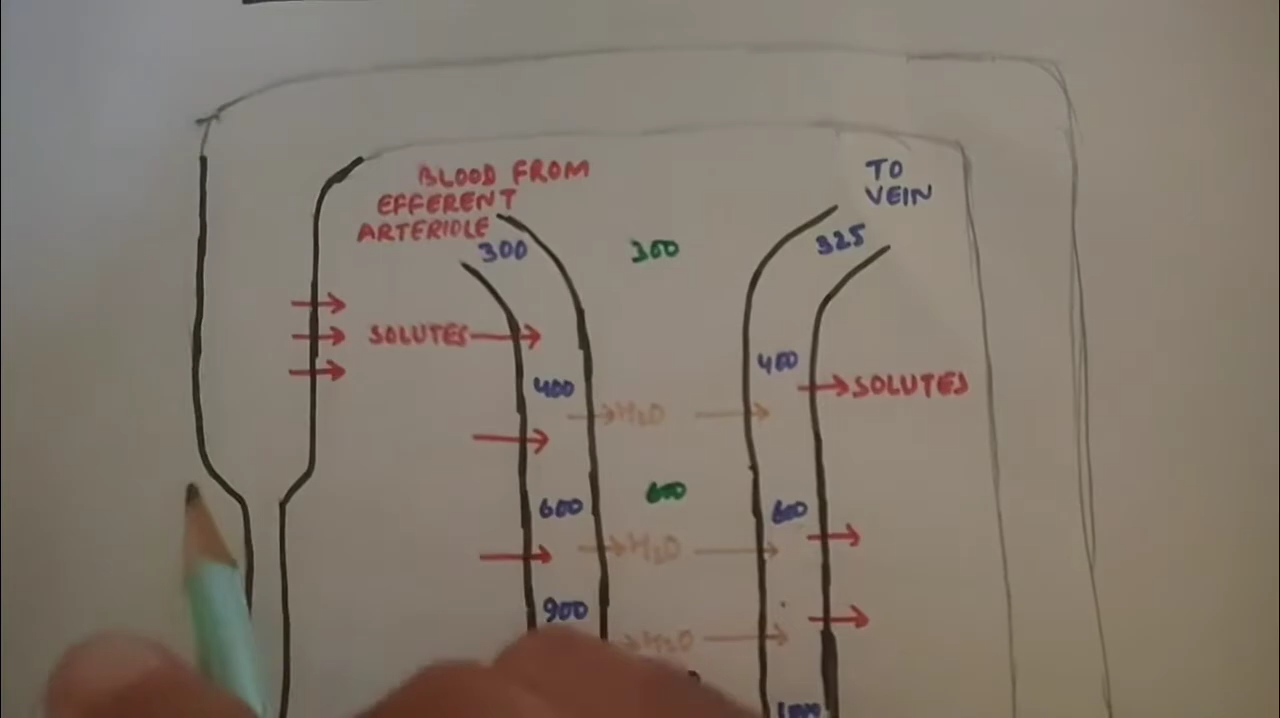 BLOOD FROM
EFFERENT
ARTERIOLE
TO
VEIN
300
300
325
SOLUTES
400
400
SOLUTES
H2O
600
600
600
H2O
900
H2O